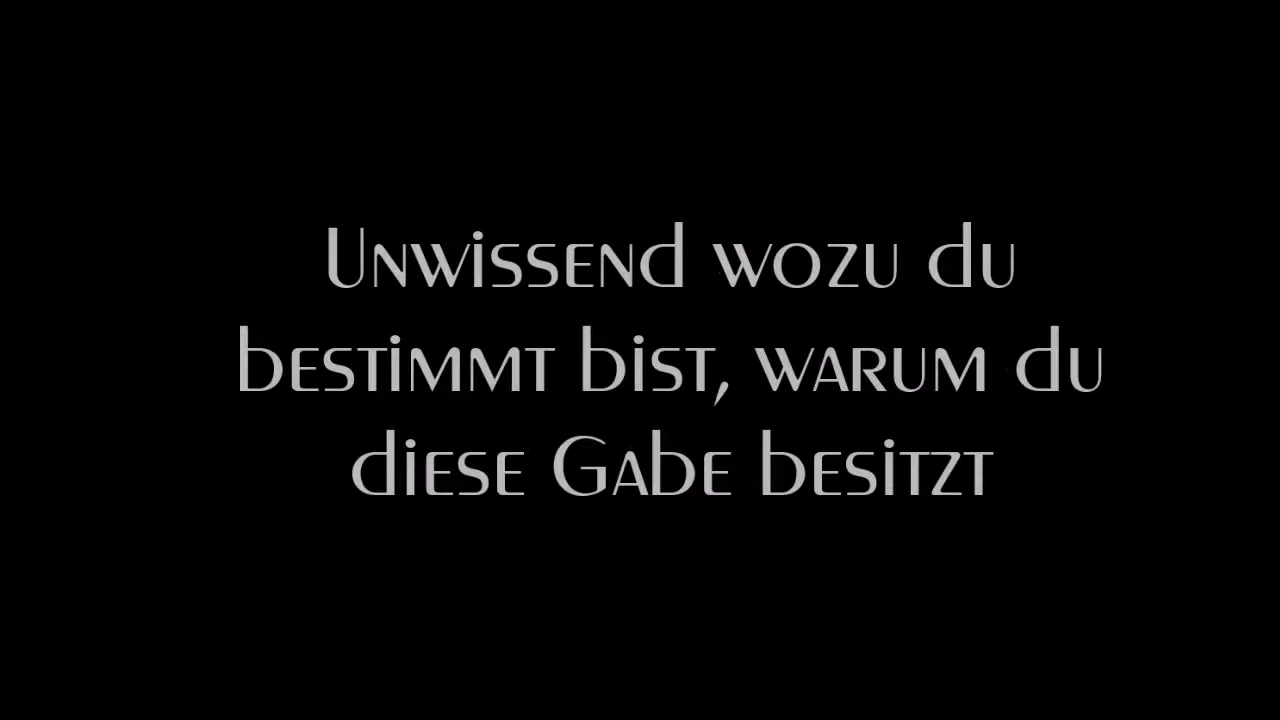 Unwissend wozu du
bestimmt bist, warum du
diese Gabe besitzt